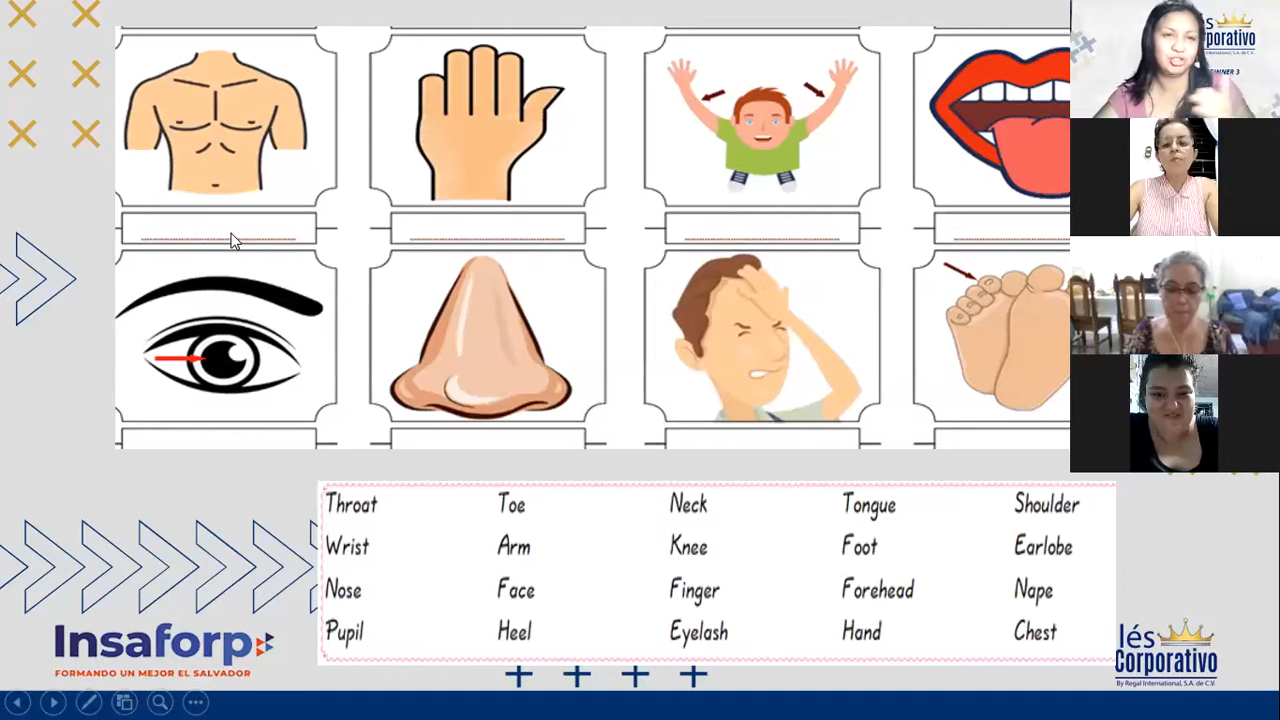 Throat Toe Neck Tongue Shoulder
Wrist Arm Knee Foot Earlobe
Nose Face Finger Forehead Nape
Pupil Heel Eyelash Hand Chest
Insaforp
FORMANDO UN MEJOR EL SALVADOR
lés
Corporativo
By Regal International, S.A. de C.V.